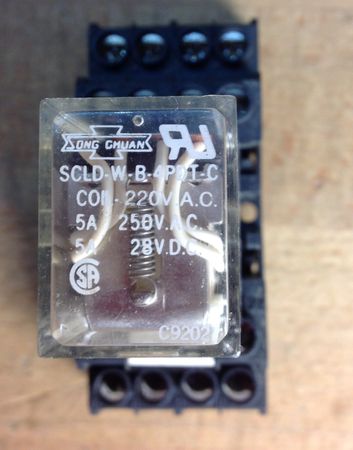 SONG CHUAN
SCLD-W-B-4PDT-C
COIL- 220V.A.C.
5A 250V.A.C.
5A 28V.D.C.
C9202